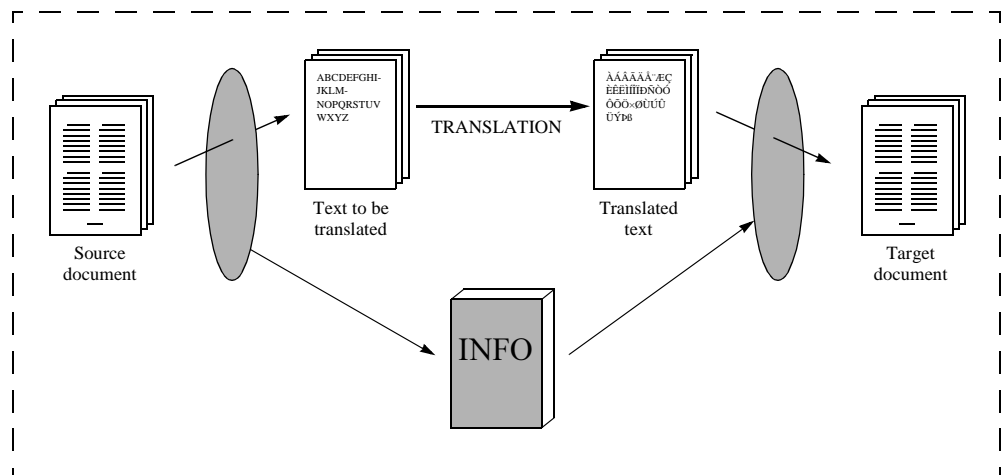 ABCDEFGHI-
JKLM-
NOPQRSTUV
WXYZ
TRANSLATION
ÀÁÂÃÄÅ¨ÆÇ
ÈÊËÌÍÎÏÐÑÒÓ
ÔÕÖ×ØÙÚÛ
ÜÝÞß
Text to be
translated
Translated
text
Source
document
Target
document
INFO